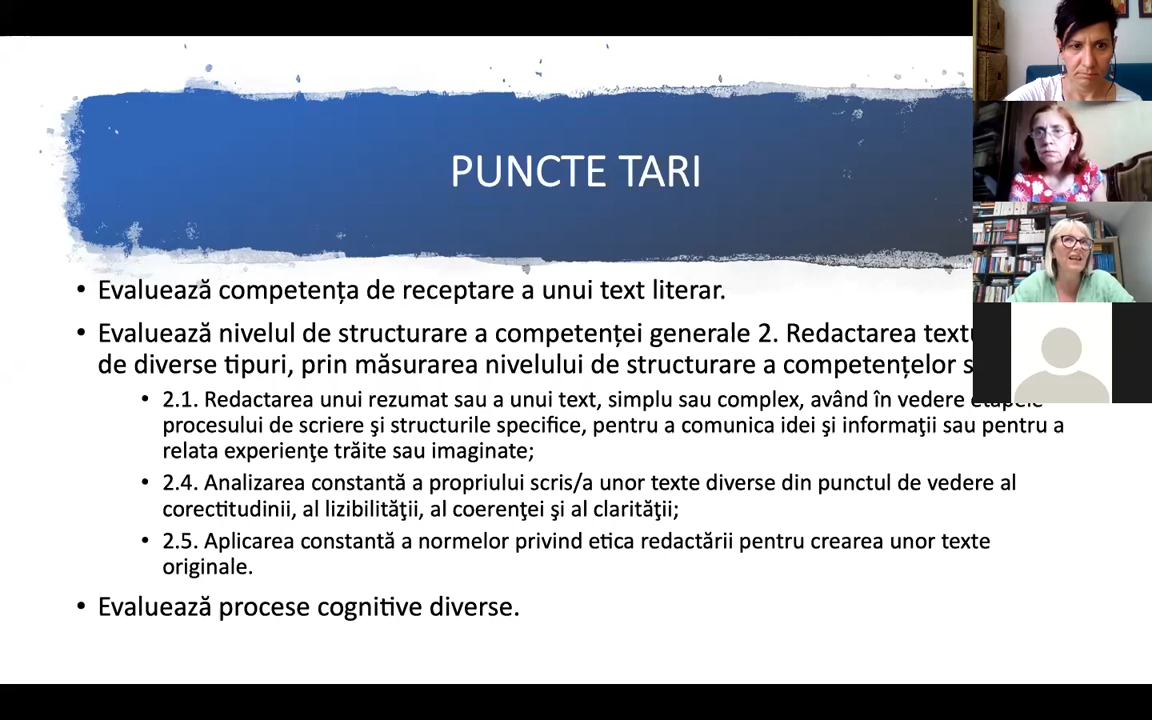 PUNCTE TARI
• Evaluează competența de receptare a unui text literar.
• Evaluează nivelul de structurare a competenței generale 2. Redactarea
de diverse tipuri, prin măsurarea nivelului de structurare a competențelor
• 2.1. Redactarea unui rezumat sau a unui text, simplu sau complex, având în vedere etapele
procesului de scriere şi structurile specifice, pentru a comunica idei şi informaţii sau pentru a
relata experienţe trăite sau imaginate;
• 2.4. Analizarea constantă a propriului scris/a unor texte diverse din punctul de vedere al
corectitudinii, al lizibilităţii, al coerenţei şi al clarităţii;
• 2.5. Aplicarea constantă a normelor privind etica redactării pentru crearea unor texte
originale.
• Evaluează procese cognitive diverse.